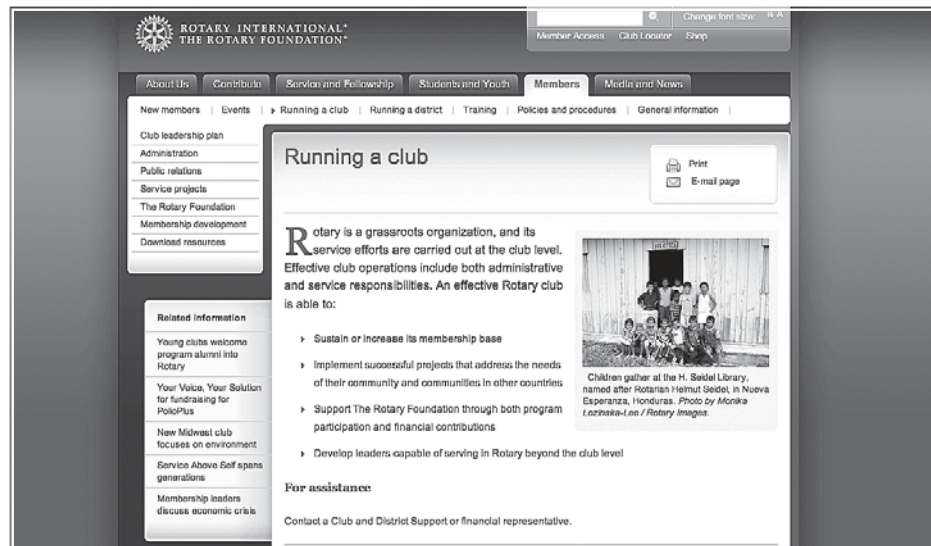 ROTARY INTERNATIONAL®
THE ROTARY FOUNDATION®
Change font size: A A
Member Access Club Locator Shop
About Us Contribute Service and Fellowship Students and Youth Members Media and News
New members | Events | Running a club | Running a district | Training | Policies and procedures | General information |
Club leadership plan
Administration
Public relations
Service projects
The Rotary Foundation
Membership development
Download resources
Related Information
Young clubs welcome
program alumni into
Rotary
Your Voice, Your Solution
for fundraising for
PolioPlus
New Midwest club
focuses on environment
Service Above Self spans
generations
Membership leaders
discuss economic crisis
Running a club
Print
E-mail page
Rotary is a grassroots organization, and its
service efforts are carried out at the club level.
Effective club operations include both administrative
and service responsibilities. An effective Rotary club
is able to:
Sustain or increase its membership base
Implement successful projects that address the needs
of their community and communities in other countries
Support The Rotary Foundation through both program
participation and financial contributions
Develop leaders capable of serving in Rotary beyond the club level
Children gather at the H. Seidel Library,
named after Rotarian Helmut Seidel, in Nueva
Esperanza, Honduras. Photo by Monika
Lozinska-Lee / Rotary Images.
For assistance
Contact a Club and District Support or financial representative.